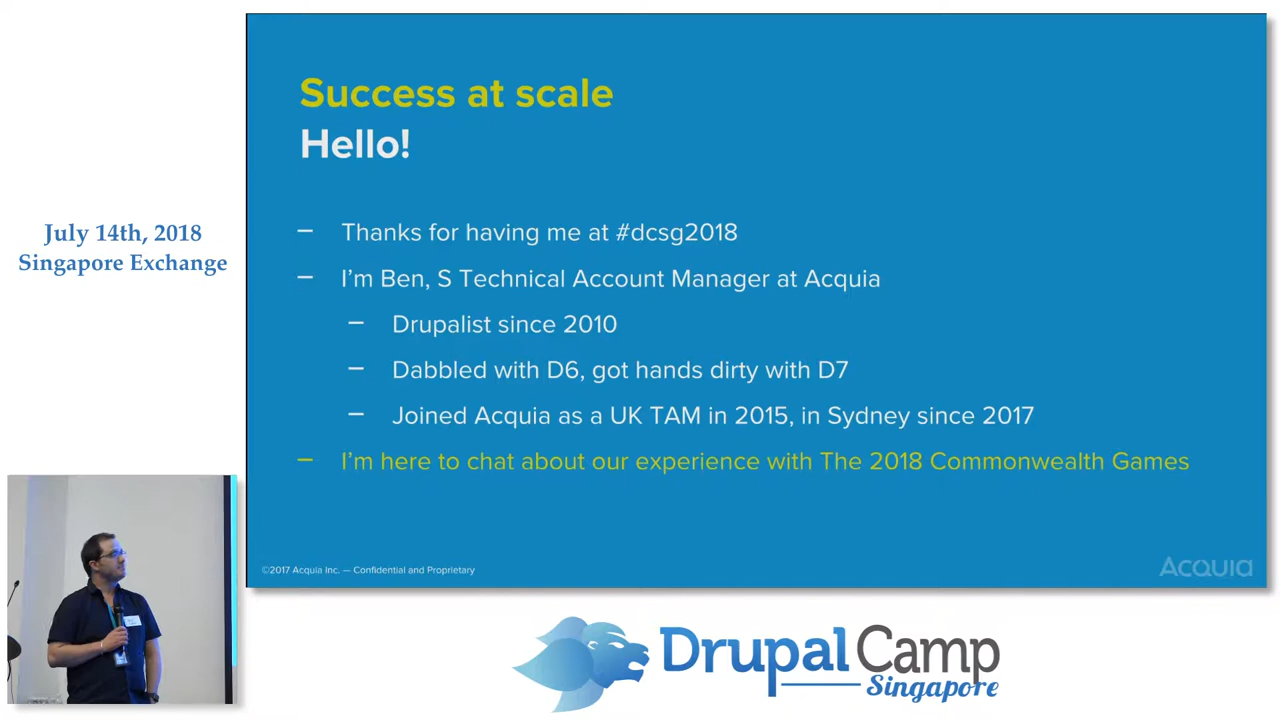 July 14th, 2018
Singapore Exchange
Success at scale
Hello!
– Thanks for having me at #dcsg2018
– I'm Ben, S Technical Account Manager at Acquia
– Drupalist since 2010
– Dabbled with D6, got hands dirty with D7
– Joined Acquia as a UK TAM in 2015, in Sydney since 2017
– I'm here to chat about our experience with The 2018 Commonwealth Games
©2017 Acquia Inc. — Confidential and Proprietary
Acquia
Drupal Camp
Singapore